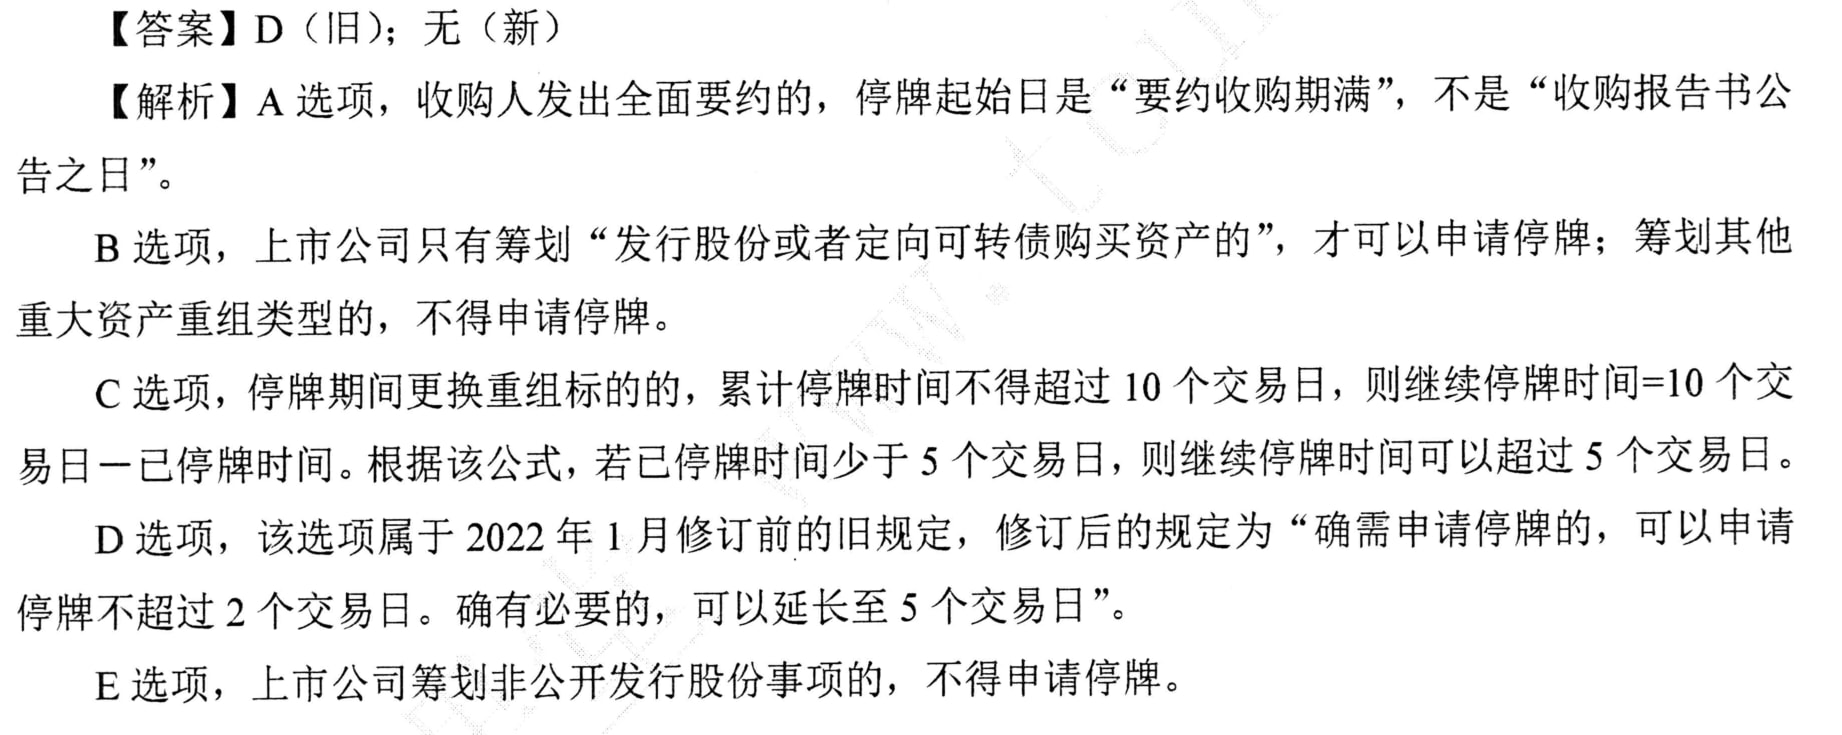 【答案】D（旧）；无（新）
【解析】A 选项，收购人发出全面要约的，停牌起始日是“要约收购期满”，不是“收购报告书公
告之日”。
B 选项，上市公司只有筹划“发行股份或者定向可转债购买资产的”，才可以申请停牌；筹划其他
重大资产重组类型的，不得申请停牌。
C 选项，停牌期间更换重组标的的，累计停牌时间不得超过 10 个交易日，则继续停牌时间=10 个交
易日－已停牌时间。根据该公式，若已停牌时间少于 5 个交易日，则继续停牌时间可以超过 5 个交易日。
D 选项，该选项属于 2022 年 1 月修订前的旧规定，修订后的规定为“确需申请停牌的，可以申请
停牌不超过 2 个交易日。确有必要的，可以延长至 5 个交易日”。
E 选项，上市公司筹划非公开发行股份事项的，不得申请停牌。